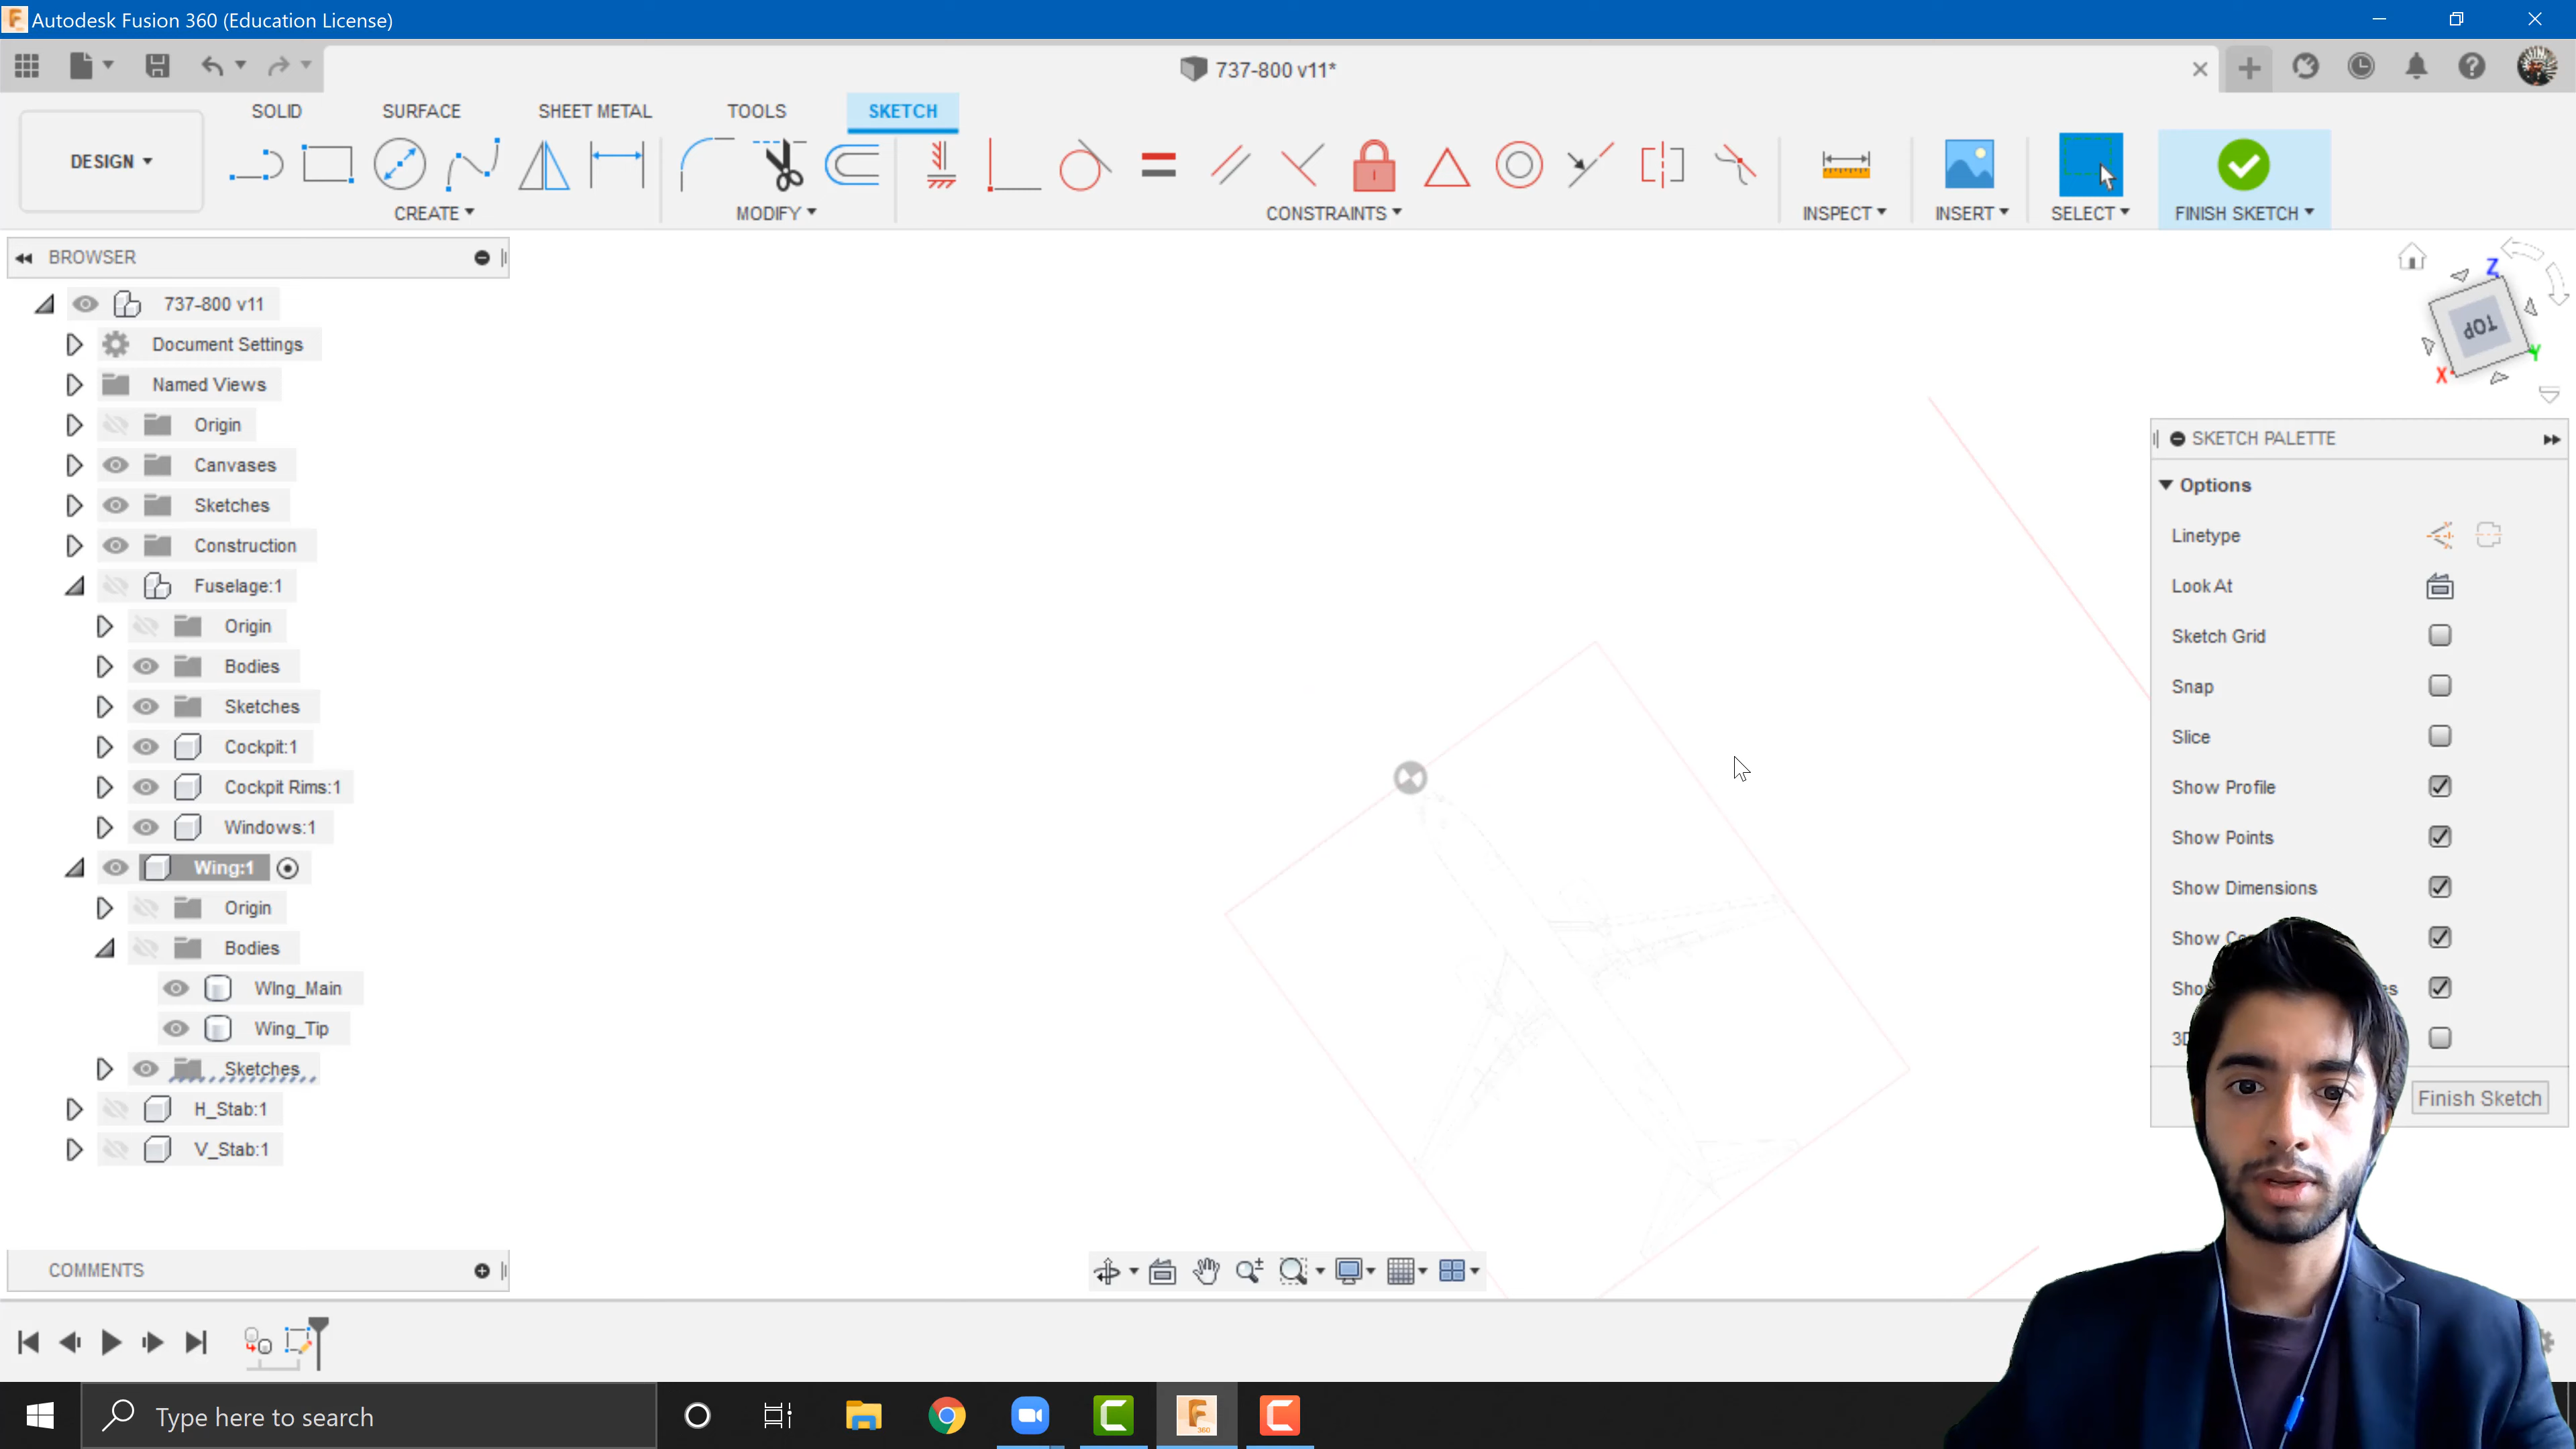 Autodesk Fusion 360 (Education License)
737-800 v11*
SOLID
SURFACE
SHEET METAL
TOOLS
SKETCH
DESIGN
CREATE
MODIFY
CONSTRAINTS
INSPECT
INSERT
SELECT
FINISH SKETCH
BROWSER
737-800 v11
Document Settings
Named Views
Origin
Canvases
Sketches
Construction
Fuselage:1
Origin
Bodies
Sketches
Cockpit:1
Cockpit Rims:1
Windows:1
Wing:1
Origin
Bodies
WIng_Main
Wing_Tip
Sketches
H_Stab:1
V_Stab:1
COMMENTS
Z
TOP
Y
X
SKETCH PALETTE
Options
Linetype
Look At
Sketch Grid
Snap
Slice
Show Profile
Show Points
Show Dimensions
Show
Finish Sketch
Type here to search
360